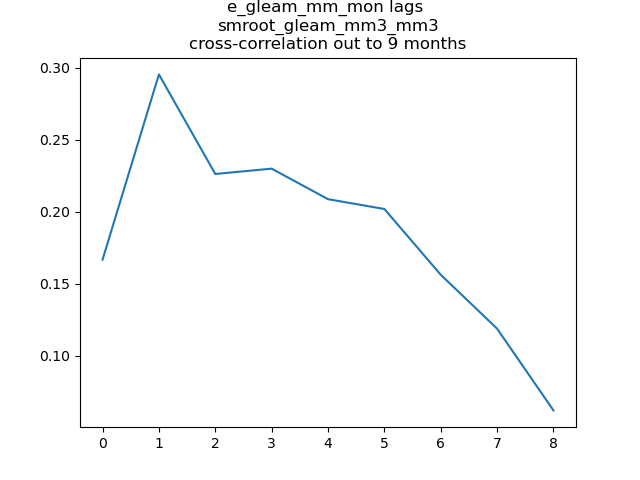 e_gleam_mm_mon lags
smroot_gleam_mm3_mm3
cross-correlation out to 9 months
0.30
0.25
0.20
0.15
0.10
0 1 2 3 4 5 6 7 8